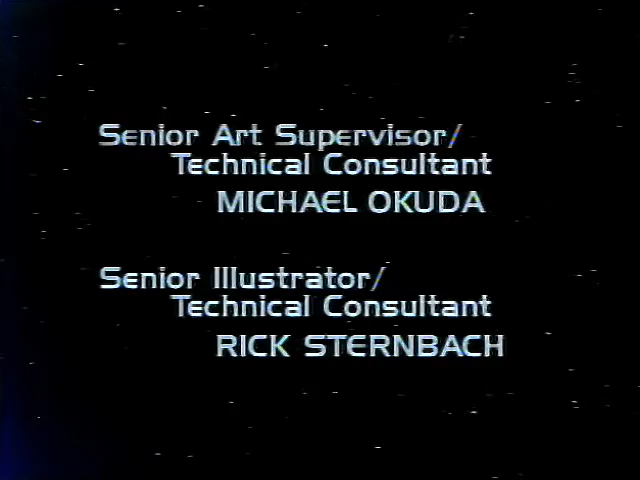 Senior Art Supervisor/
Technical Consultant
MICHAEL OKUDA
Senior Illustrator/
Technical Consultant
RICK STERNBACH